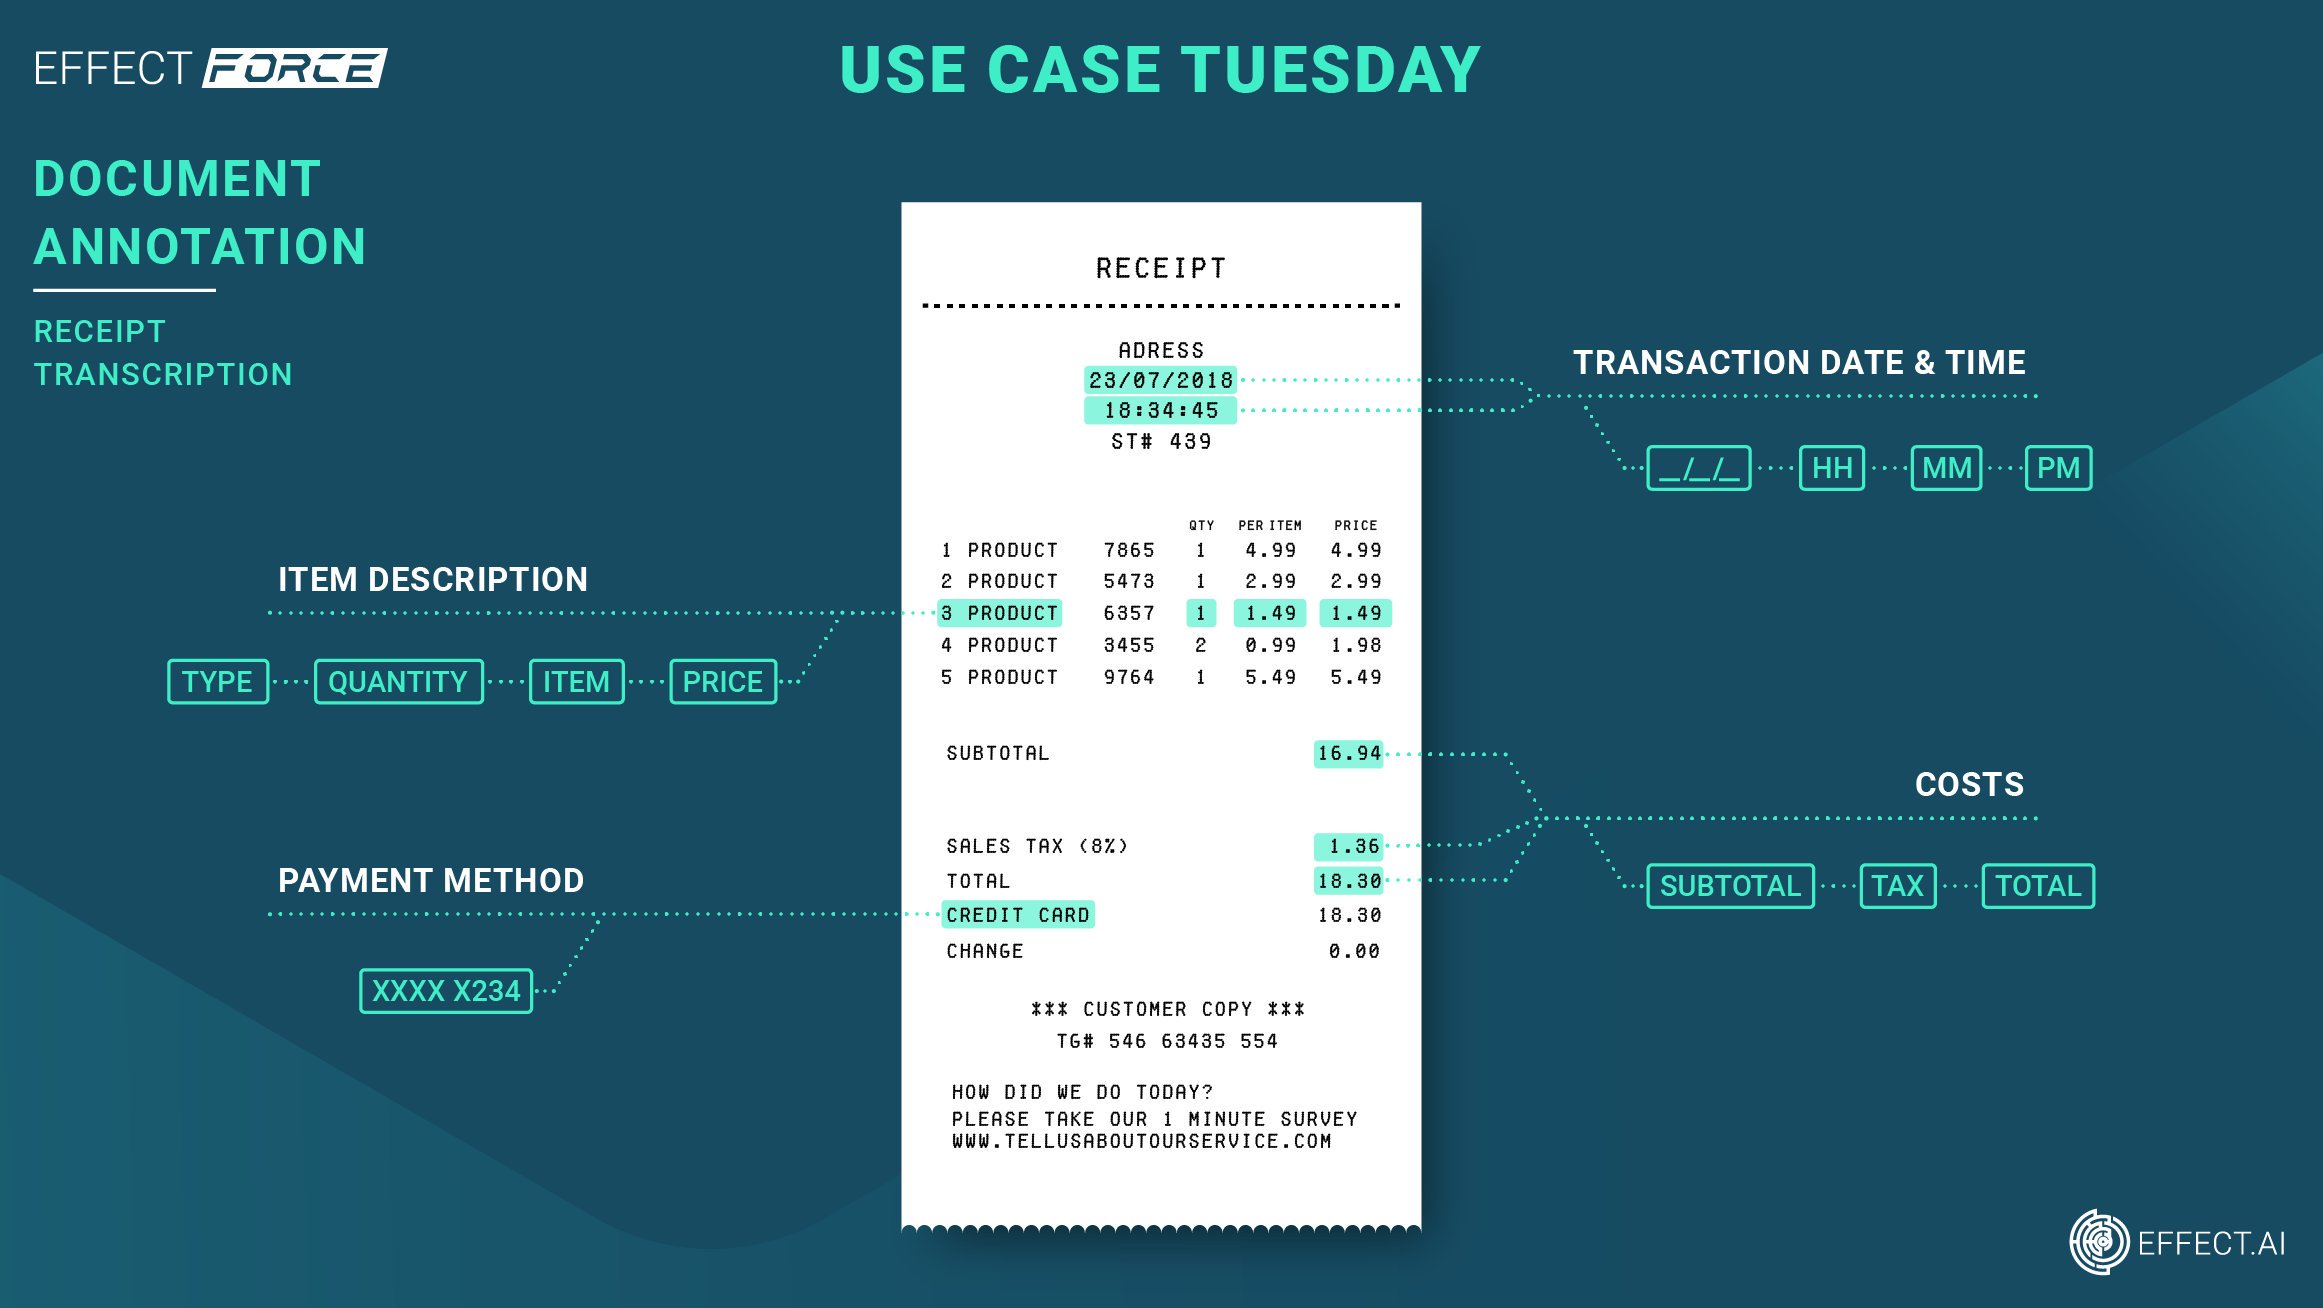 EFFECT FORCE
USE CASE TUESDAY
DOCUMENT
ANNOTATION
RECEIPT
TRANSCRIPTION
RECEIPT
ADRESS
23/07/2018
18:34:45
ST# 439
TRANSACTION DATE & TIME
_/_/_ HH MM PM
QTY PER ITEM PRICE
1 PRODUCT 7865 1 4.99 4.99
2 PRODUCT 5473 1 2.99 2.99
3 PRODUCT 6357 1 1.49 1.49
4 PRODUCT 3455 2 0.99 1.98
5 PRODUCT 9764 1 5.49 5.49
ITEM DESCRIPTION
TYPE QUANTITY ITEM PRICE
SUBTOTAL 16.94
SALES TAX (8%) 1.36
TOTAL 18.30
CREDIT CARD 18.30
CHANGE 0.00
COSTS
SUBTOTAL TAX TOTAL
PAYMENT METHOD
XXXX X234
*** CUSTOMER COPY ***
TG# 546 63435 554
HOW DID WE DO TODAY?
PLEASE TAKE OUR 1 MINUTE SURVEY
WWW.TELLUSABOUTOURSERVICE.COM
EFFECT.AI